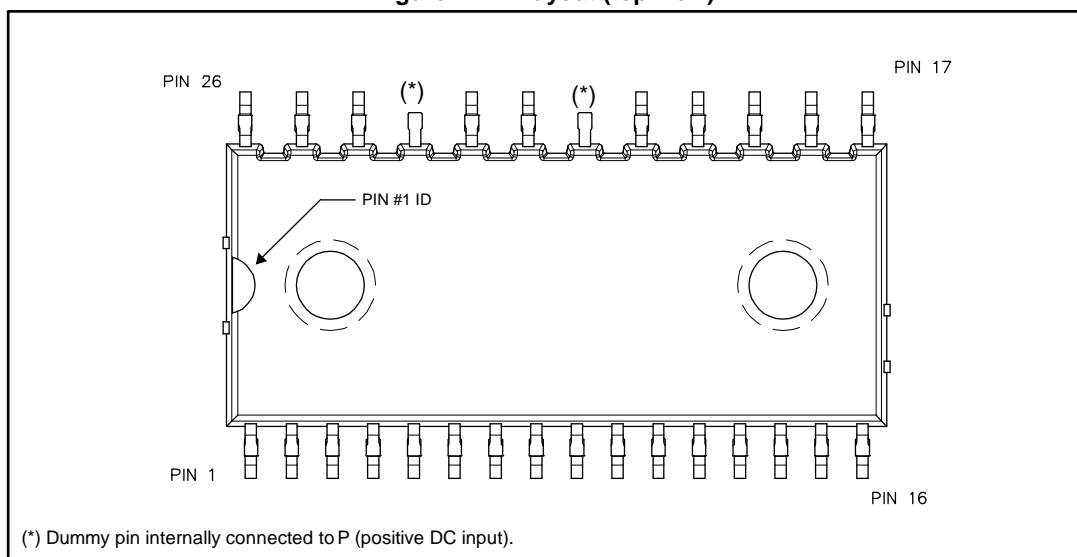 PIN 26
(*)
(*)
PIN 17
PIN #1 ID
PIN 1
PIN 16
(*) Dummy pin internally connected to P (positive DC input).